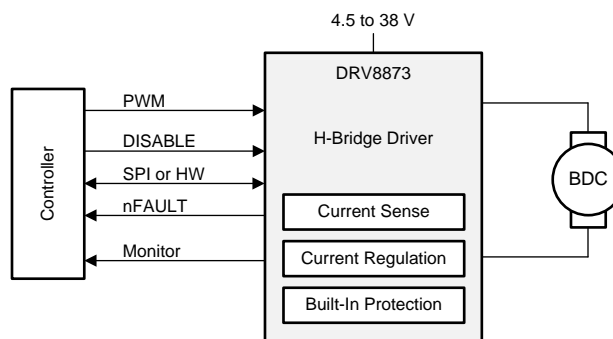 4.5 to 38 V
DRV8873
H-Bridge Driver
Controller
PWM
DISABLE
SPI or HW
nFAULT
Monitor
Current Sense
Current Regulation
Built-In Protection
BDC